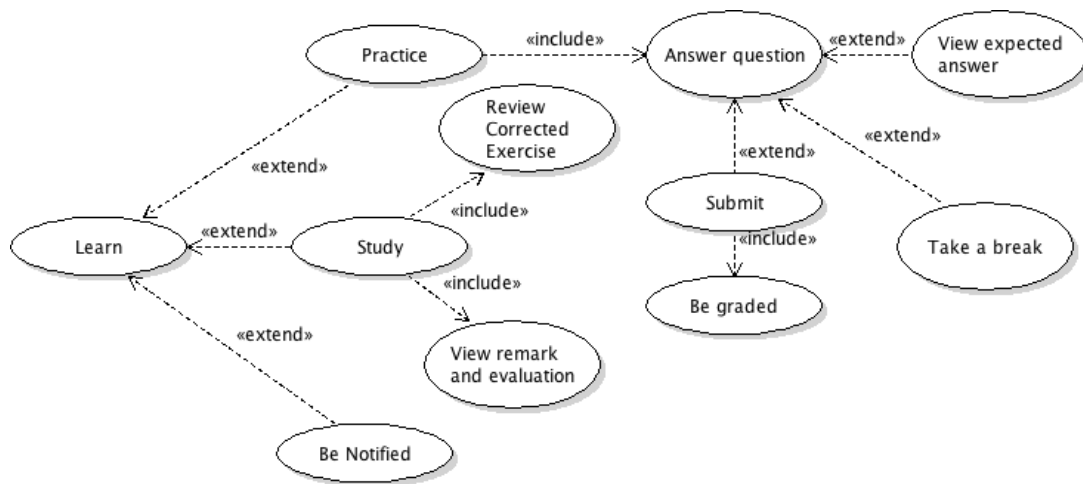 Practice
«include»
Answer question
«extend»
View expected
answer
Review
Corrected
Exercise
«extend»
«extend»
«extend»
Submit
«include»
Learn
«extend»
Study
«include»
Take a break
«include»
Be graded
«extend»
View remark
and evaluation
Be Notified